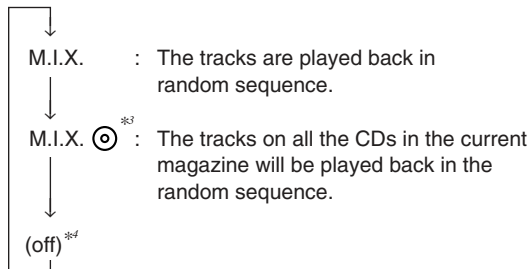 M.I.X. : The tracks are played back in
random sequence.
M.I.X. *3 : The tracks on all the CDs in the current
magazine will be played back in the
random sequence.
(off)*4